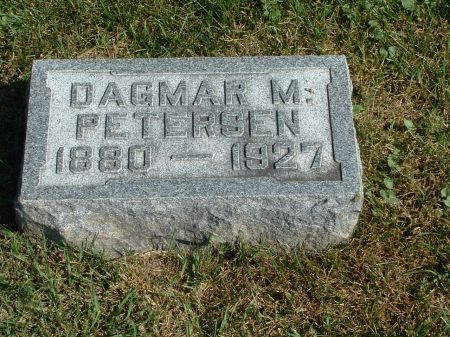 DAGMAR M.
PETERSEN
1880 — 1927